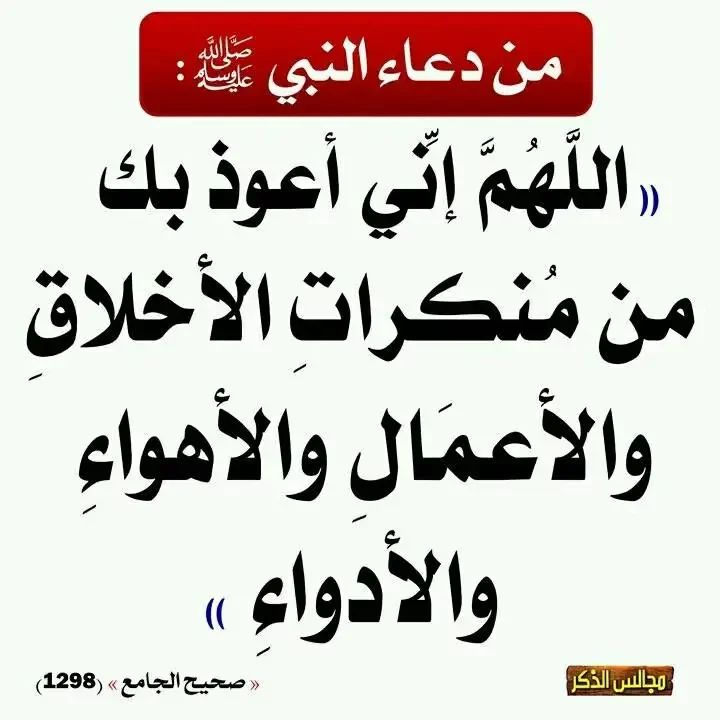 من دعاء النبي ﷺ :
(( اللَّهُمَّ إنِّي أعوذ بك
من مُنكراتِ الأخلاقِ
والأعمَالِ والأهواءِ
والأدواءِ ))
« صحيح الجامع » (1298)
مجالس الذكر